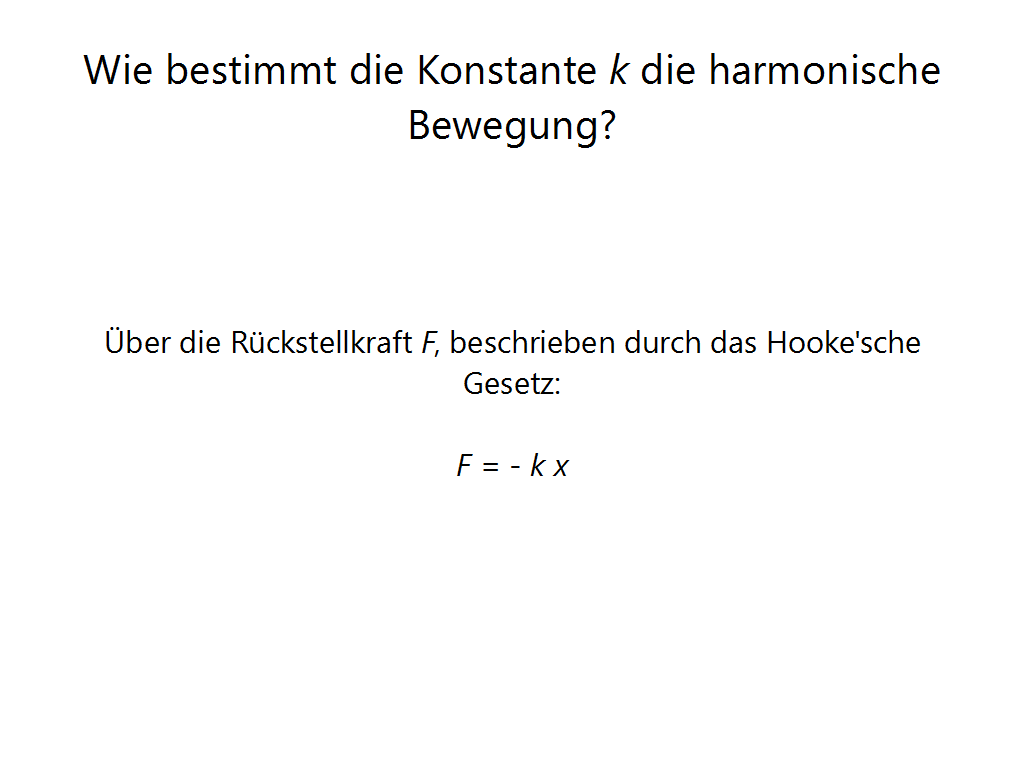 Wie bestimmt die Konstante k die harmonische
Bewegung?
Über die Rückstellkraft F, beschrieben durch das Hooke'sche
Gesetz:
F = - k x